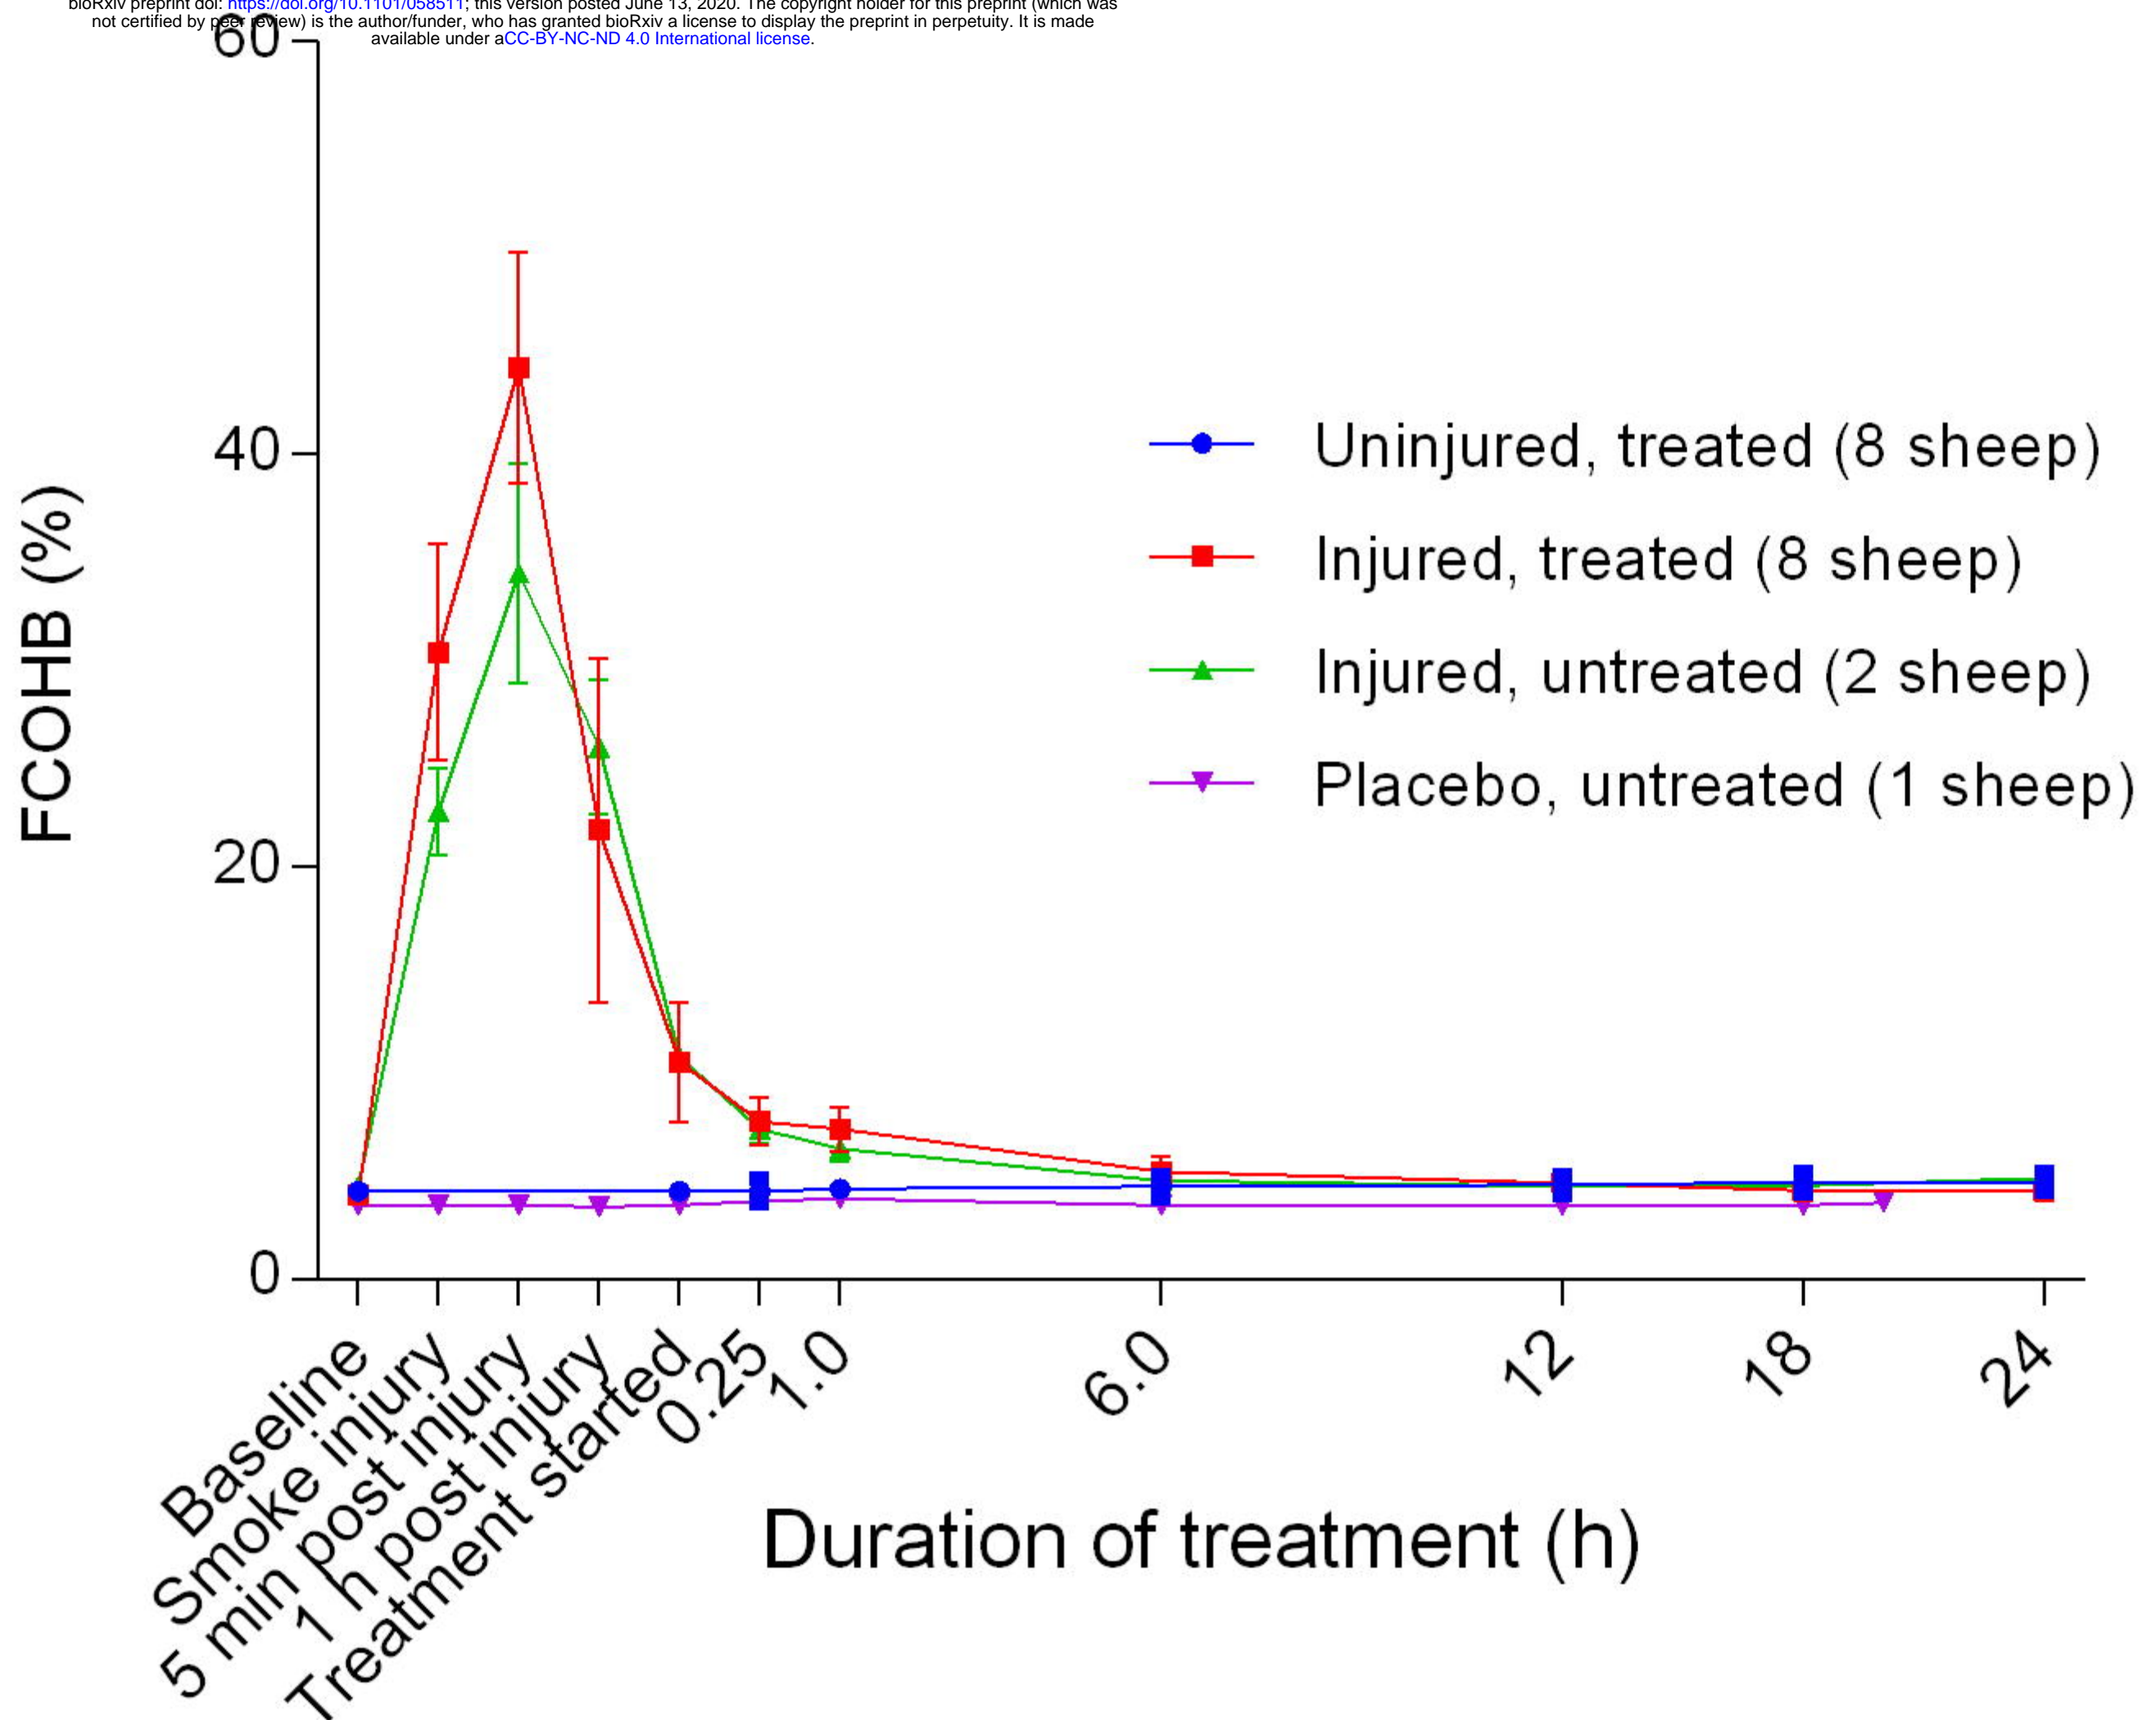 bioRxiv preprint doi: https://doi.org/10.1101/058511; this version posted June 13, 2020. The copyright holder for this preprint (which was
not certified by peer review) is the author/funder, who has granted bioRxiv a license to display the preprint in perpetuity. It is made
available under aCC-BY-NC-ND 4.0 International license.
60
40
20
0
FCOHB (%)
Uninjured, treated (8 sheep)
Injured, treated (8 sheep)
Injured, untreated (2 sheep)
Placebo, untreated (1 sheep)
Baseline
Smoke injury
5 min post injury
1 h post injury
Treatment started
0.25
1.0
6.0
12
18
24
Duration of treatment (h)